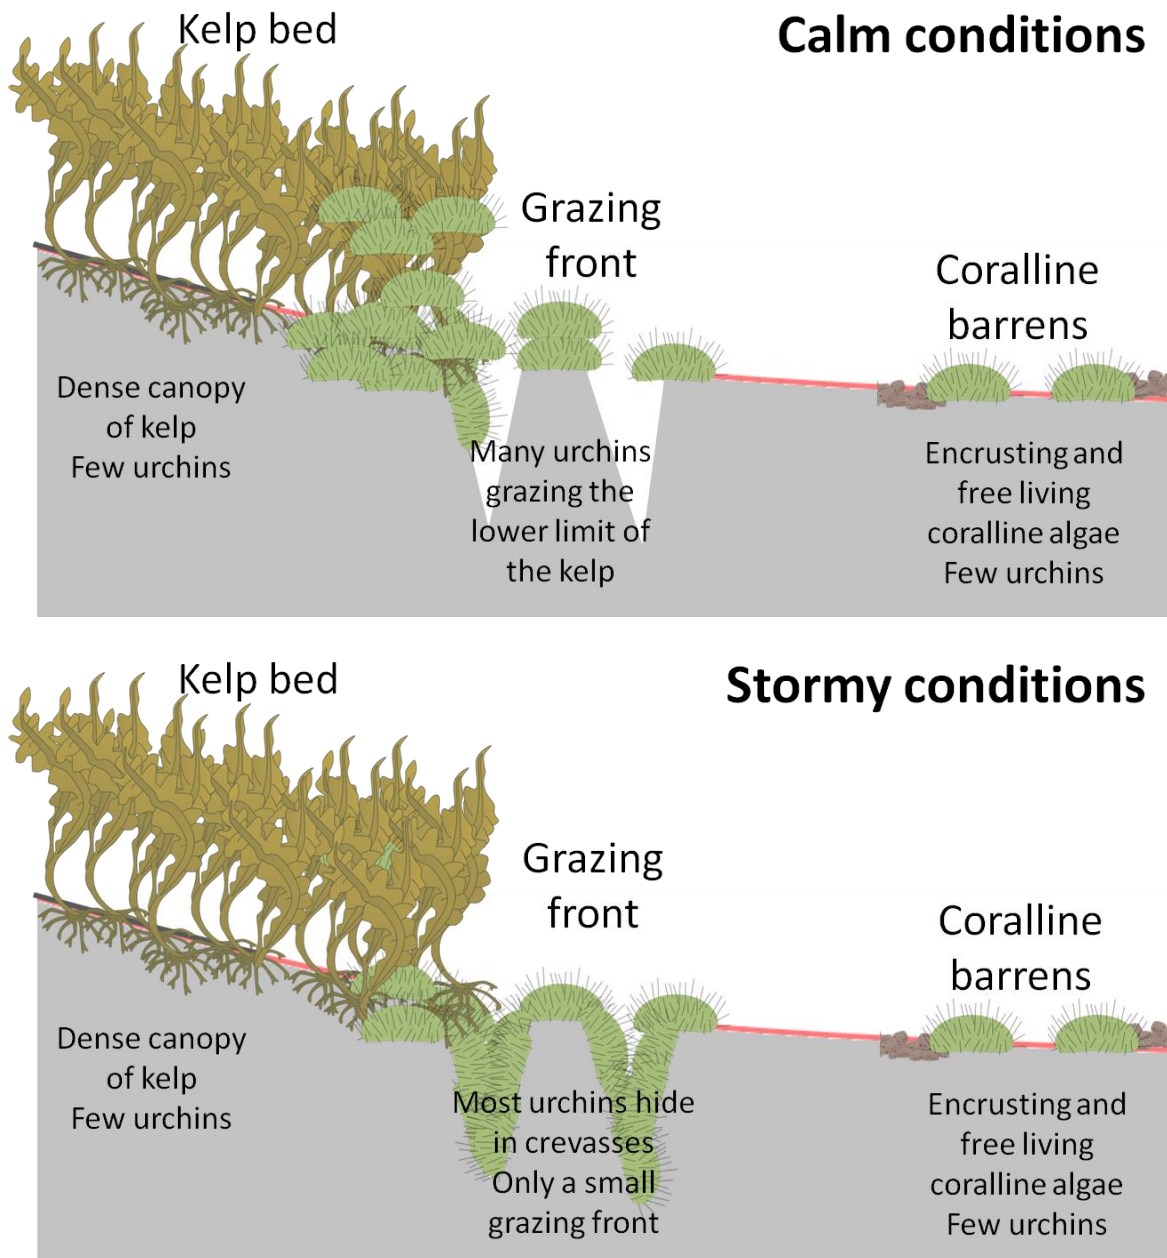 Kelp bed
Calm conditions
Grazing
front
Coralline
barrens
Dense canopy
of kelp
Few urchins
Many urchins
grazing the
lower limit of
the kelp
Encrusting and
free living
coralline algae
Few urchins
Kelp bed
Stormy conditions
Grazing
front
Coralline
barrens
Dense canopy
of kelp
Few urchins
Most urchins hide
in crevasses
Only a small
grazing front
Encrusting and
free living
coralline algae
Few urchins